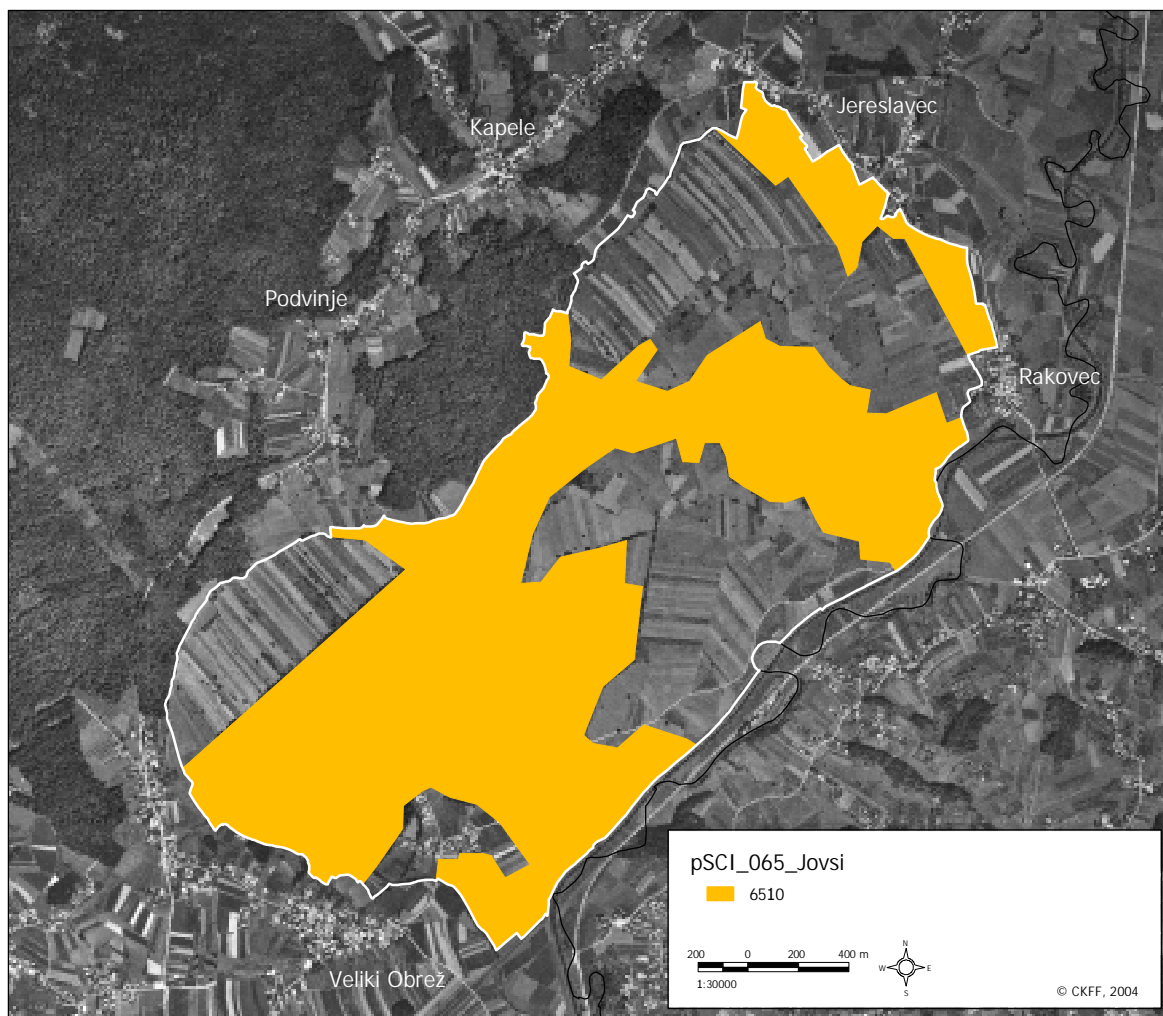 Jereslavec
Kapele
Podvinje
Rakovec
Veliki Obrež
pSCI_065_Jovsi
6510
200 0 200 400 m
1:30000
N
W E
S
© CKFF, 2004